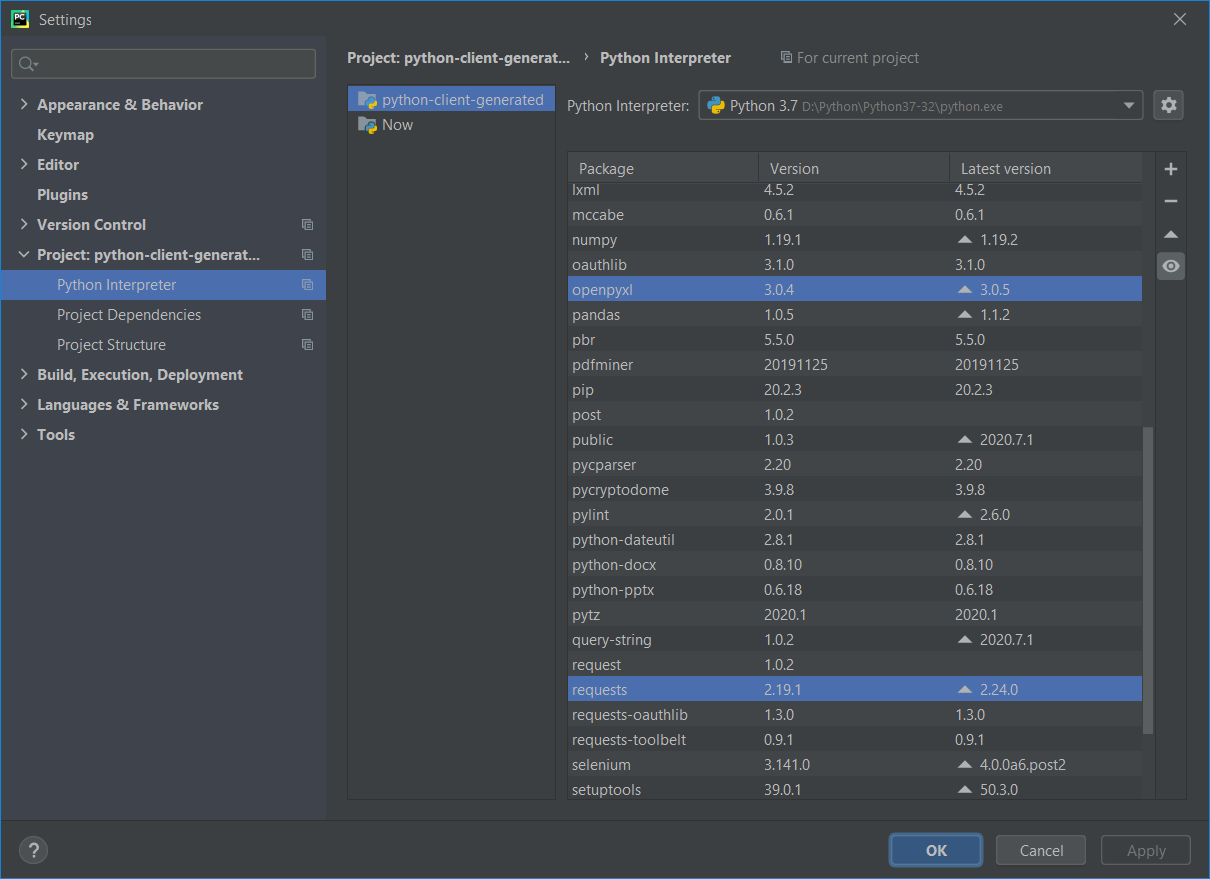 PC
Settings
Appearance & Behavior
Keymap
Editor
Plugins
Version Control
Project: python-client-generat...
Python Interpreter
Project Dependencies
Project Structure
Build, Execution, Deployment
Languages & Frameworks
Tools
Project: python-client-generat... › Python Interpreter For current project
python-client-generated
Now
Python Interpreter: Python 3.7 D:\Python\Python37-32\python.exe
Package Version Latest version
lxml 4.5.2 4.5.2
mccabe 0.6.1 0.6.1
numpy 1.19.1 1.19.2
oauthlib 3.1.0 3.1.0
openpyxl 3.0.4 3.0.5
pandas 1.0.5 1.1.2
pbr 5.5.0 5.5.0
pdfminer 20191125 20191125
pip 20.2.3 20.2.3
post 1.0.2
public 1.0.3 2020.7.1
pycparser 2.20 2.20
pycryptodome 3.9.8 3.9.8
pylint 2.0.1 2.6.0
python-dateutil 2.8.1 2.8.1
python-docx 0.8.10 0.8.10
python-pptx 0.6.18 0.6.18
pytz 2020.1 2020.1
query-string 1.0.2 2020.7.1
request 1.0.2
requests 2.19.1 2.24.0
requests-oauthlib 1.3.0 1.3.0
requests-toolbelt 0.9.1 0.9.1
selenium 3.141.0 4.0.0a6.post2
setuptools 39.0.1 50.3.0
? OK Cancel Apply